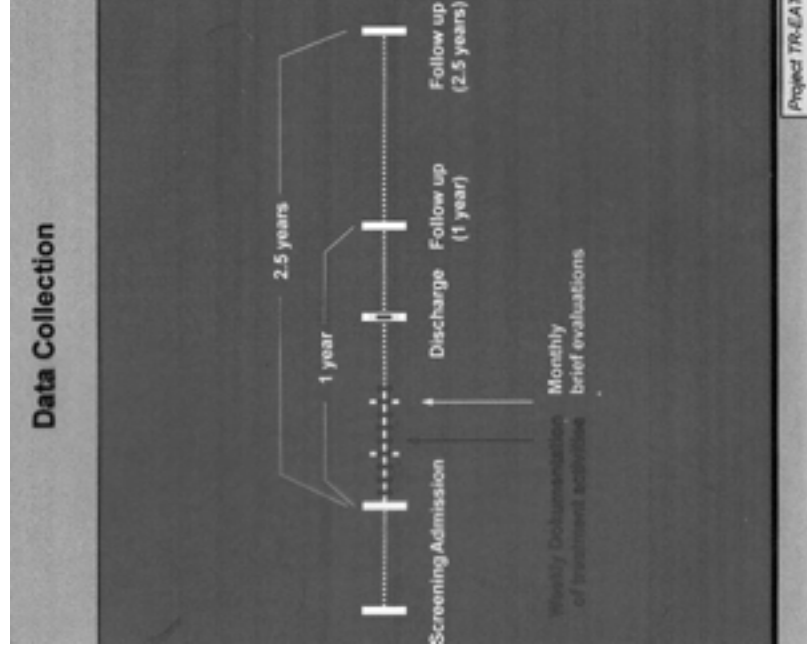 Data Collection
2.5 years
1 year
Screening Admission
Discharge
Follow up
(1 year)
Follow up
(2.5 years)
Weekly Dokumentation
of treatment activities
Monthly
brief evaluations
Project TR-EAT